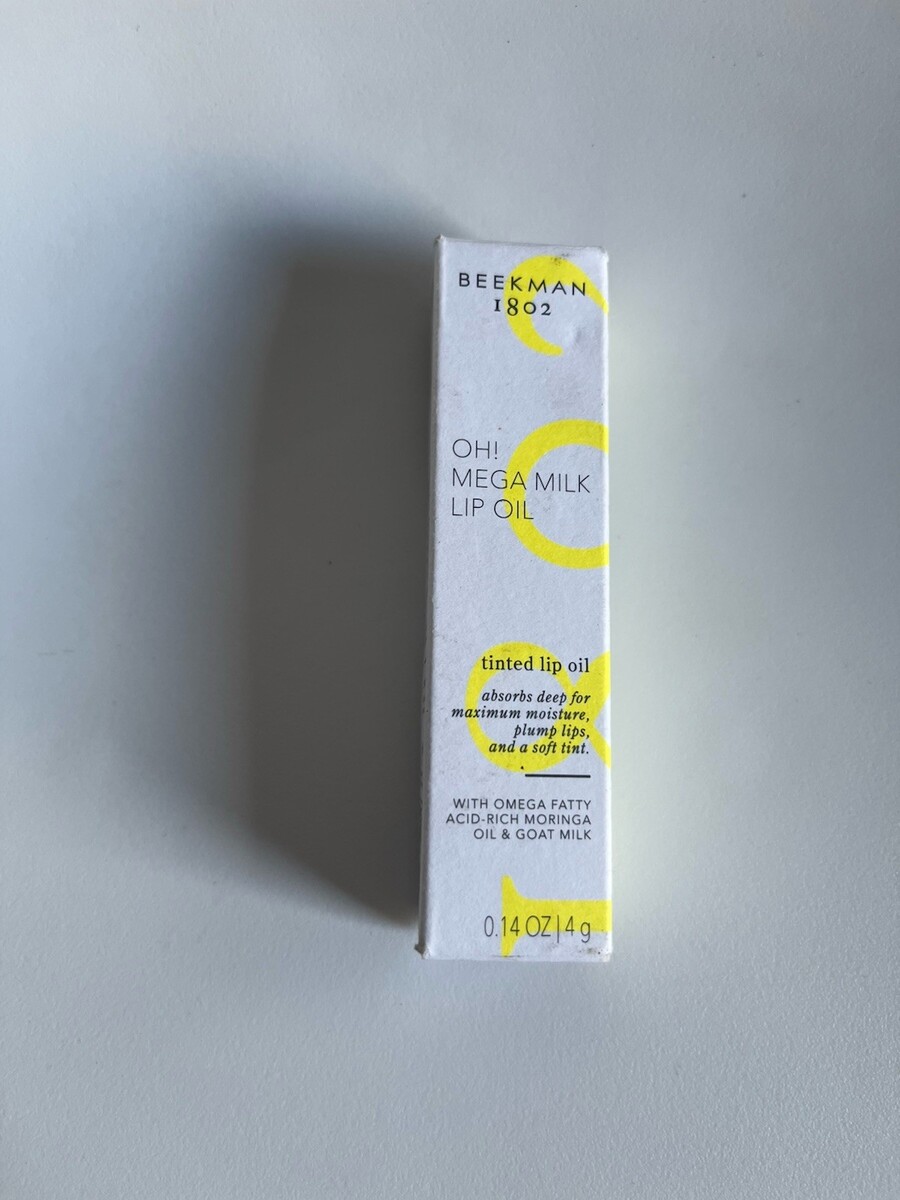 BEEKMAN
1802
OH!
MEGA MILK
LIP OIL
tinted lip oil
absorbs deep for
maximum moisture,
plump lips,
and a soft tint.
WITH OMEGA FATTY
ACID-RICH MORINGA
OIL & GOAT MILK
0.14 OZ|4 g